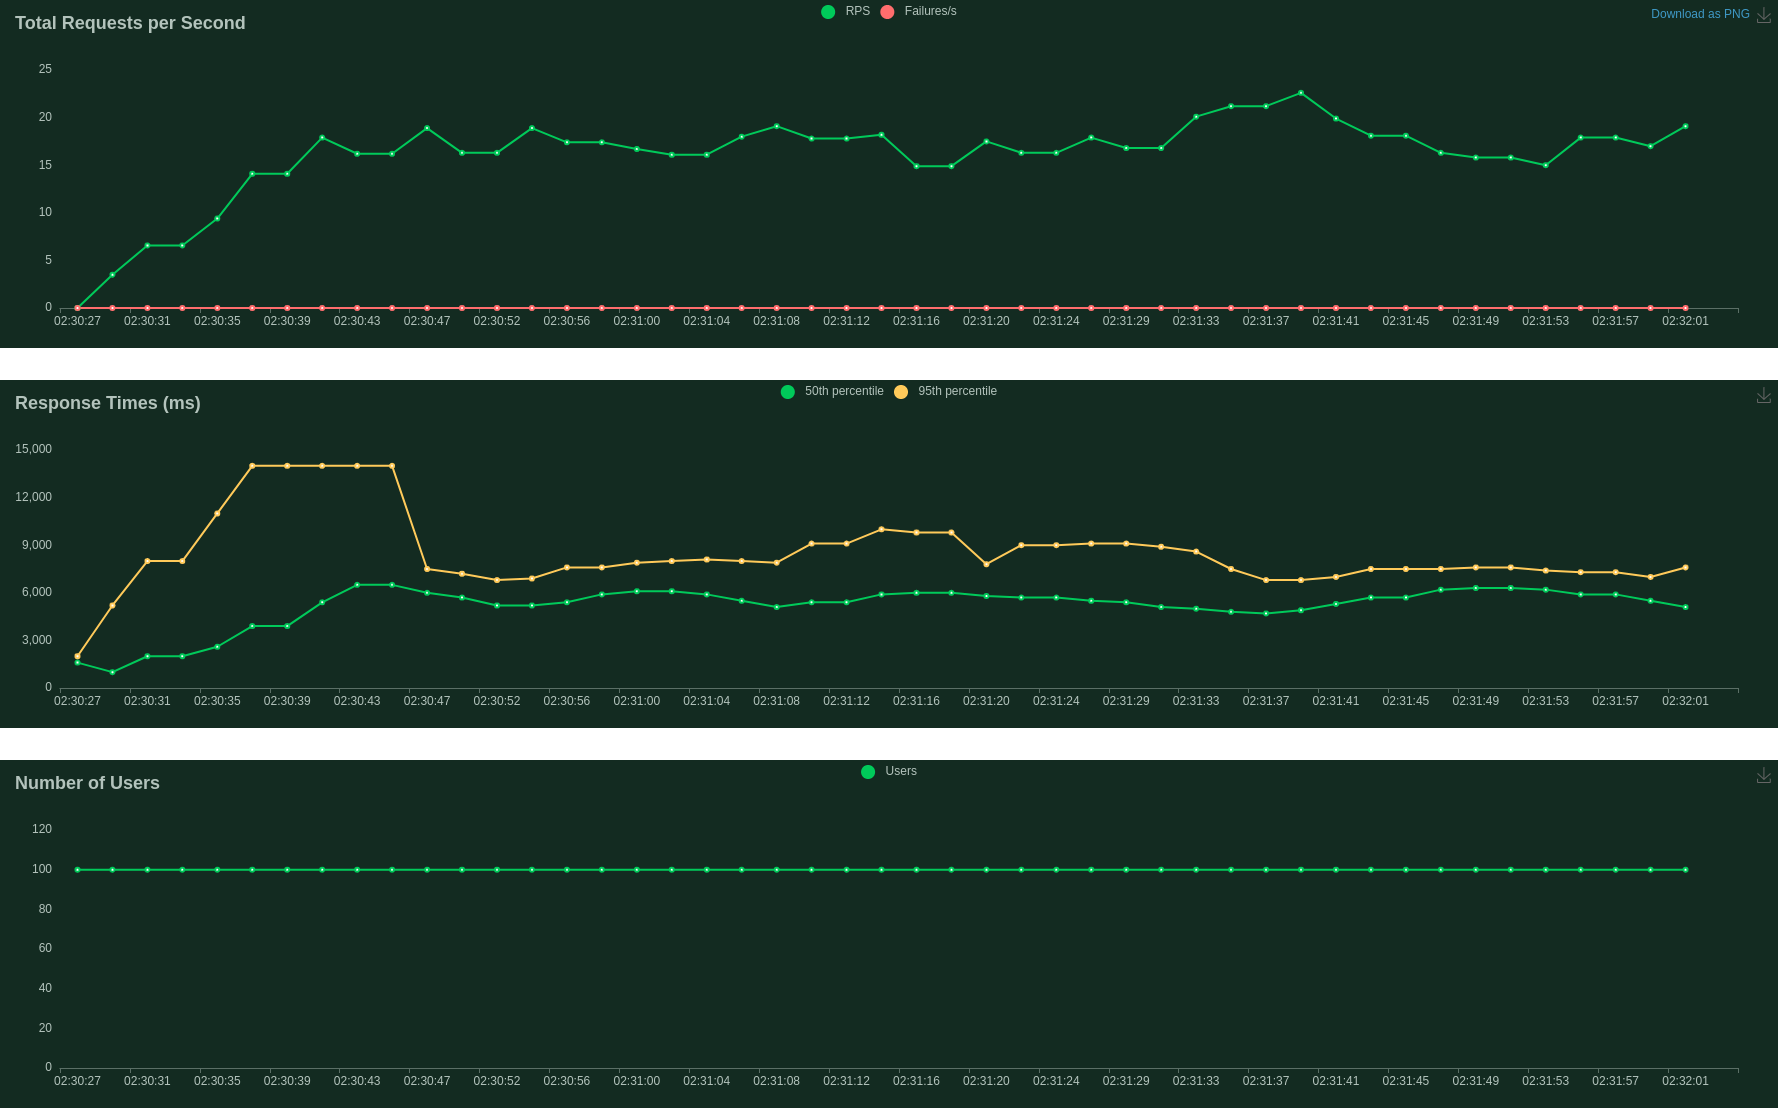 Total Requests per Second
RPS Failures/s
Download as PNG
25
20
15
10
5
0
02:30:27 02:30:31 02:30:35 02:30:39 02:30:43 02:30:47 02:30:52 02:30:56 02:31:00 02:31:04 02:31:08 02:31:12 02:31:16 02:31:20 02:31:24 02:31:29 02:31:33 02:31:37 02:31:41 02:31:45 02:31:49 02:31:53 02:31:57 02:32:01
Response Times (ms)
50th percentile 95th percentile
15,000
12,000
9,000
6,000
3,000
0
02:30:27 02:30:31 02:30:35 02:30:39 02:30:43 02:30:47 02:30:52 02:30:56 02:31:00 02:31:04 02:31:08 02:31:12 02:31:16 02:31:20 02:31:24 02:31:29 02:31:33 02:31:37 02:31:41 02:31:45 02:31:49 02:31:53 02:31:57 02:32:01
Number of Users
Users
120
100
80
60
40
20
0
02:30:27 02:30:31 02:30:35 02:30:39 02:30:43 02:30:47 02:30:52 02:30:56 02:31:00 02:31:04 02:31:08 02:31:12 02:31:16 02:31:20 02:31:24 02:31:29 02:31:33 02:31:37 02:31:41 02:31:45 02:31:49 02:31:53 02:31:57 02:32:01